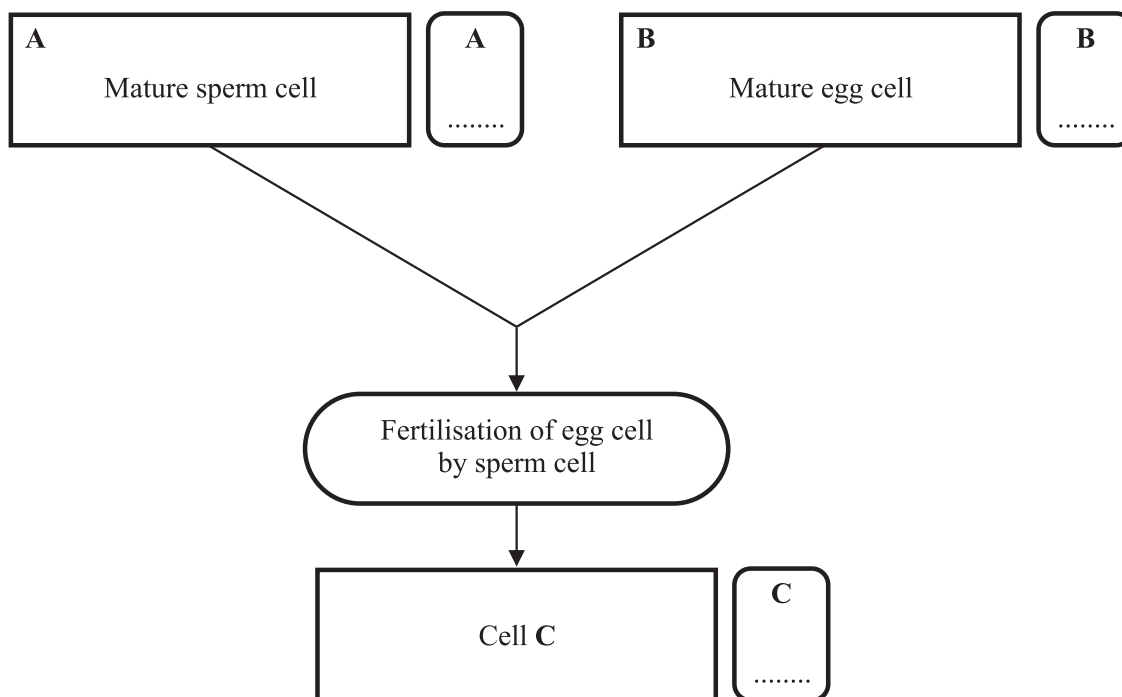 A
Mature sperm cell
A
........
B
Mature egg cell
B
........
Fertilisation of egg cell
by sperm cell
Cell C
C
........